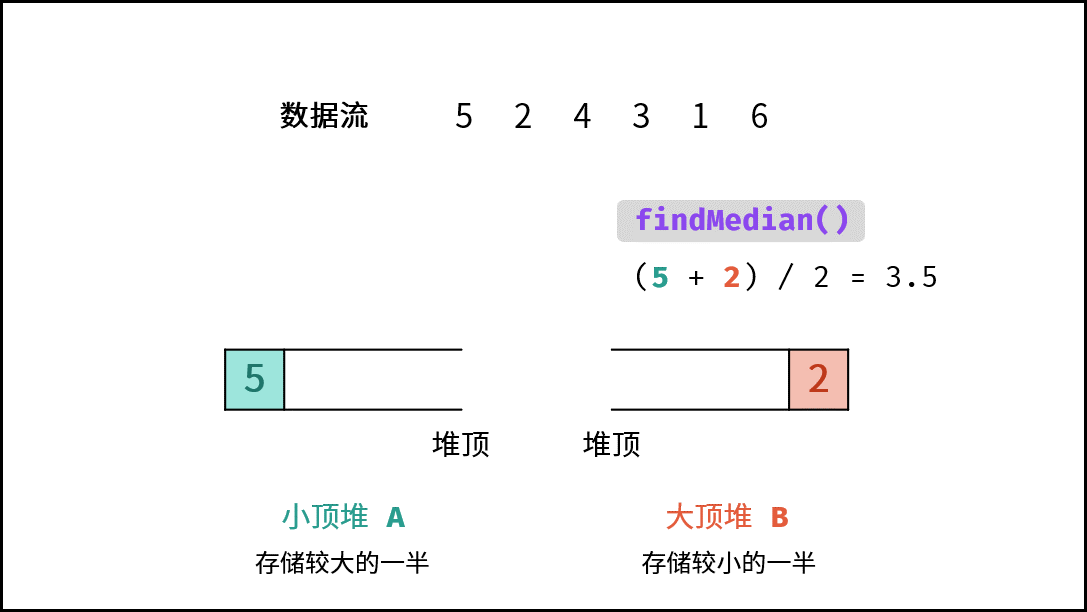 数据流 5 2 4 3 1 6
findMedian()
(5 + 2) / 2 = 3.5
5 2
堆顶 堆顶
小顶堆 A 大顶堆 B
存储较大的一半 存储较小的一半